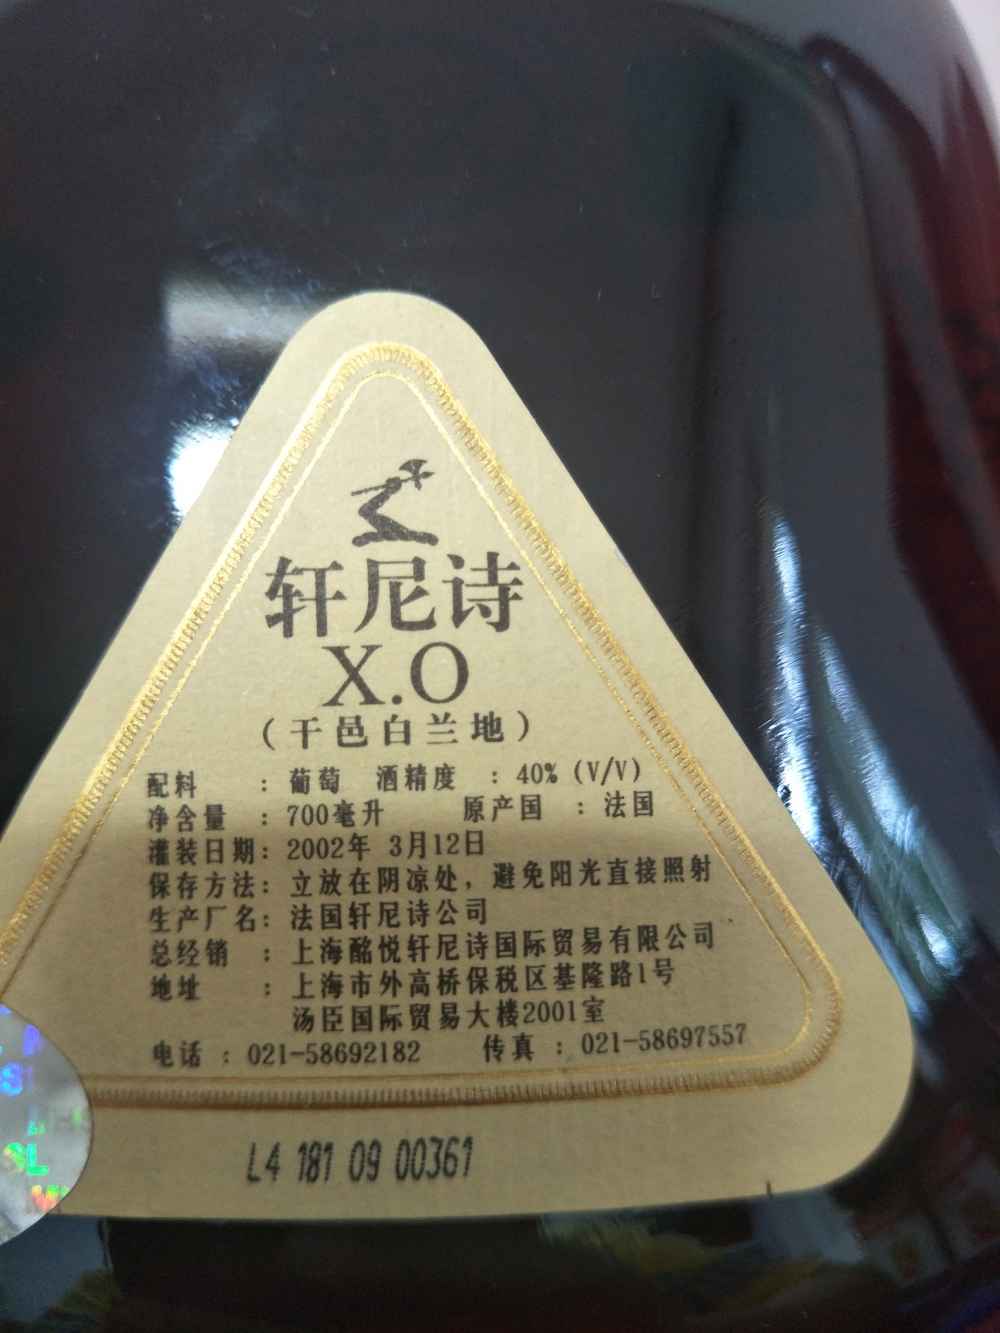 轩尼诗
X.O
(干邑白兰地)
配料 : 葡萄 酒精度 : 40% (V/V)
净含量 : 700毫升 原产国 : 法国
灌装日期: 2002年 3月12日
保存方法: 立放在阴凉处, 避免阳光直接照射
生产厂名: 法国轩尼诗公司
总经销 : 上海酩悦轩尼诗国际贸易有限公司
地址 : 上海市外高桥保税区基隆路1号
汤臣国际贸易大楼2001室
电话 : 021-58692182 传真 : 021-58697557
L4 181 09 00361